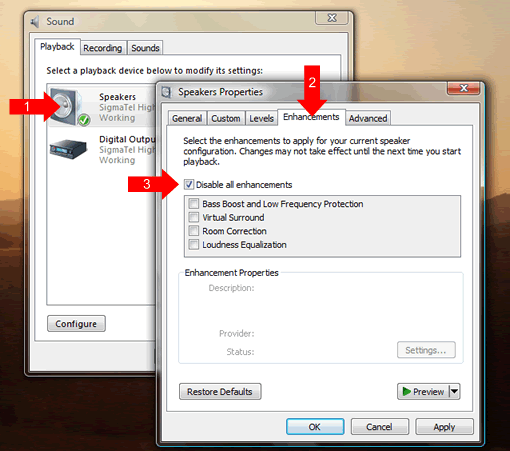 Sound
Playback Recording Sounds
Select a playback device below to modify its settings:
1
Speakers
SigmaTel High
Working
Digital Outpu
SigmaTel High
Working
Configure
Speakers Properties
2
General Custom Levels Enhancements Advanced
Select the enhancements to apply for your current speaker
configuration. Changes may not take effect until the next time you start
playback.
3
Disable all enhancements
Bass Boost and Low Frequency Protection
Virtual Surround
Room Correction
Loudness Equalization
Enhancement Properties
Description:
Provider:
Status:
Settings...
Restore Defaults
Preview
OK Cancel Apply